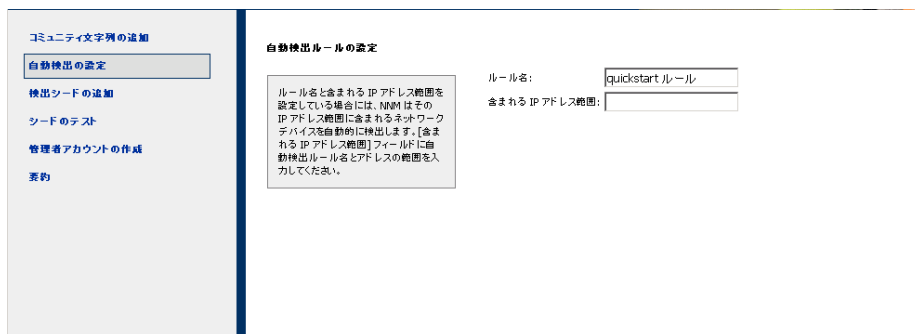 コミュニティ文字列の追加
自動検出の設定
検出シードの追加
シードのテスト
管理者アカウントの作成
要約
自動検出ルールの設定
ルール名と含まれる IP アドレス範囲を
設定している場合には、NNM はその
IP アドレス範囲に含まれるネットワーク
デバイスを自動的に検出します。[含ま
れる IP アドレス範囲] フィールドに自
動検出ルール名とアドレスの範囲を入
力してください。
ルール名: quickstart ルール
含まれる IP アドレス範囲: